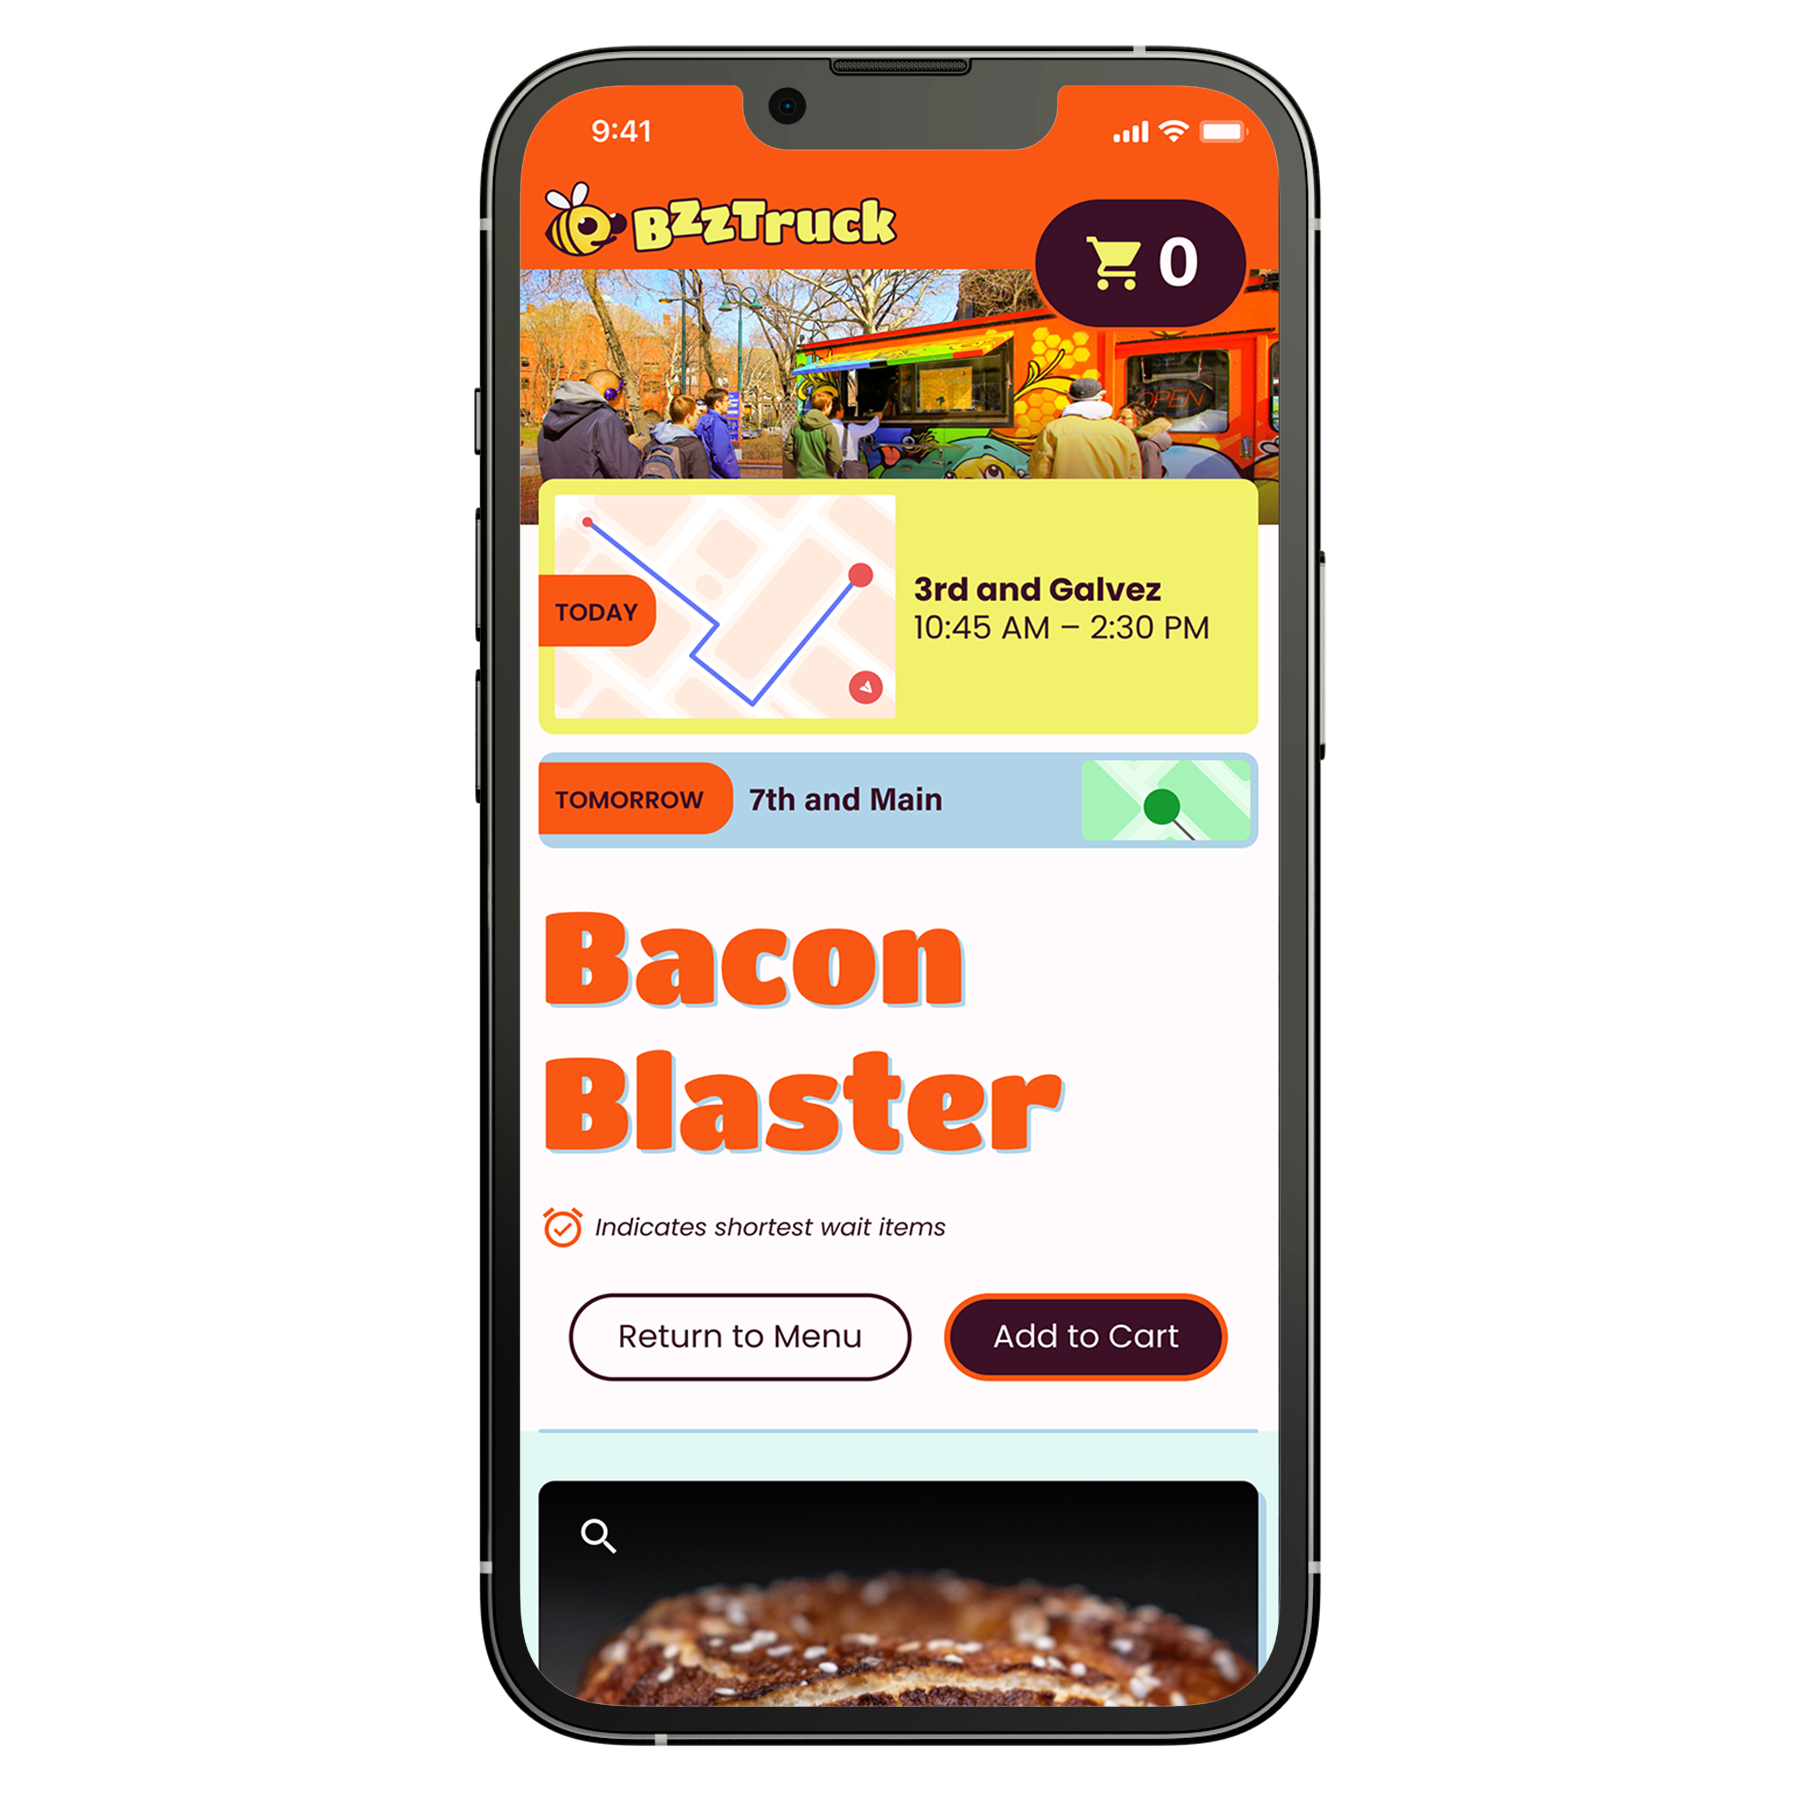 9:41
BzzTruck
0
OPEN
TODAY
3rd and Galvez
10:45 AM – 2:30 PM
TOMORROW
7th and Main
Bacon
Blaster
Indicates shortest wait items
Return to Menu
Add to Cart